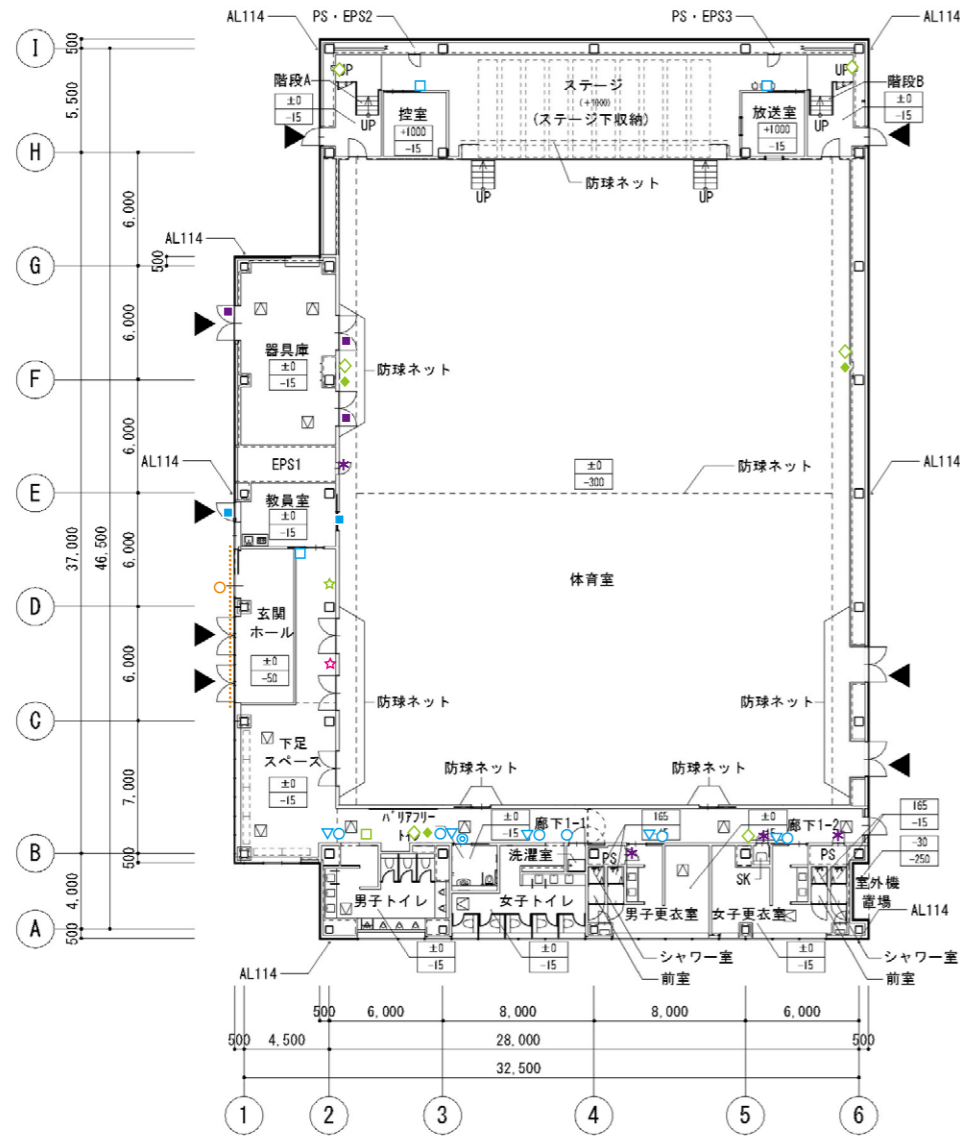 AL114
PS・EPS2
PS・EPS3
AL114
I
500
UP
UP
階段A
ステージ
(+1000)
(ステージ下収納)
階段B
±0
-15
5,500
控室
+1000
-15
UP
放送室
+1000
-15
UP
±0
-15
H
防球ネット
UP
UP
6,000
AL114
G
500
6,000
器具庫
±0
-15
防球ネット
F
6,000
EPS1
AL114
±0
-300
防球ネット
AL114
E
教員室
±0
-15
37,000
46,500
6,000
体育室
D
玄関
ホール
±0
-50
6,000
防球ネット
防球ネット
C
下足
スペース
±0
-15
防球ネット
防球ネット
7,000
バリアフリー
トイレ
廊下1-1
±0
-15
165
-15
±0
-15
廊下1-2
165
-15
B
500
洗濯室
PS
SK
PS
-30
-250
室外機
置場
4,000
男子トイレ
女子トイレ
男子更衣室
女子更衣室
AL114
A
500
±0
-15
±0
-15
シャワー室
前室
±0
-15
シャワー室
前室
AL114
500
6,000
8,000
8,000
6,000
500
4,500
28,000
500
32,500
1
2
3
4
5
6